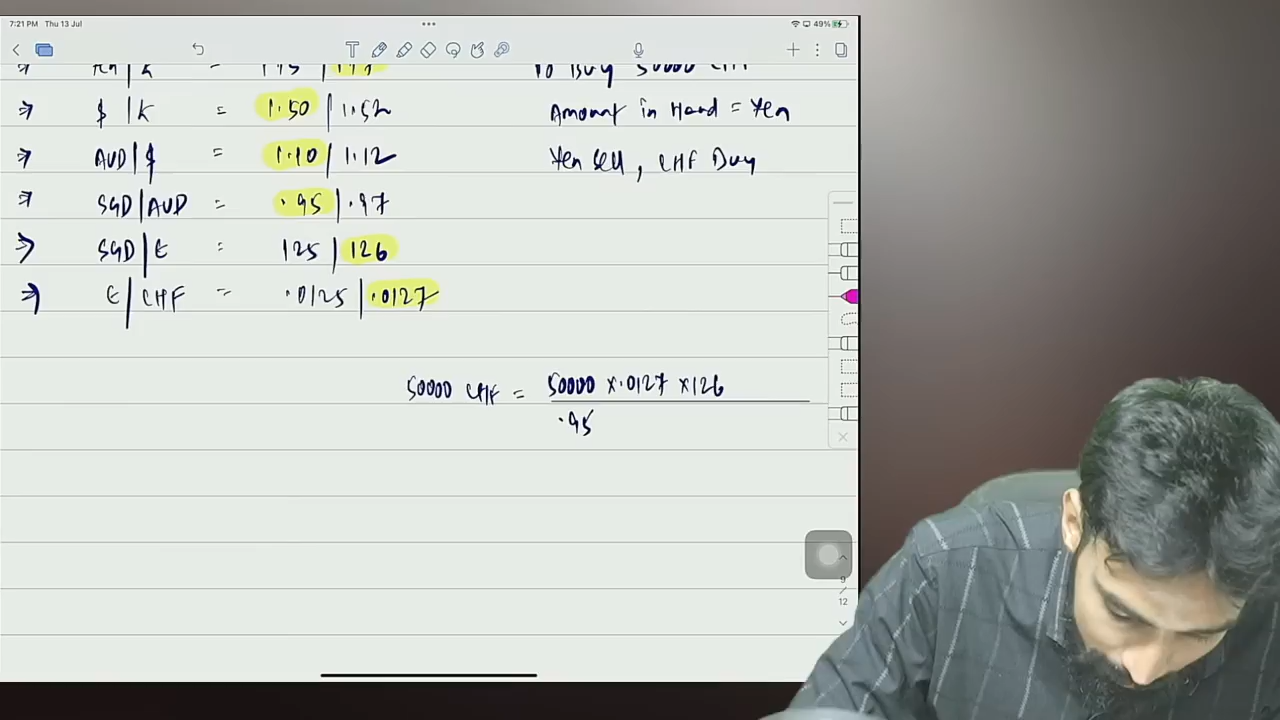 7:21 PM Thu 13 Jul
49%
To Buy 50000 CHF
⇒ $ | £ = 1.50 | 1.52
Amount in Hand = Yen
⇒ AUD | $ = 1.10 | 1.12
Yen Sell, CHF Buy
⇒ SGD | AUD = .95 | .97
⇒ SGD | € = 125 | 126
⇒ € | CHF = .0125 | .0127
50000 CHF = 50000 x .0127 x 126
.95
9
/
12